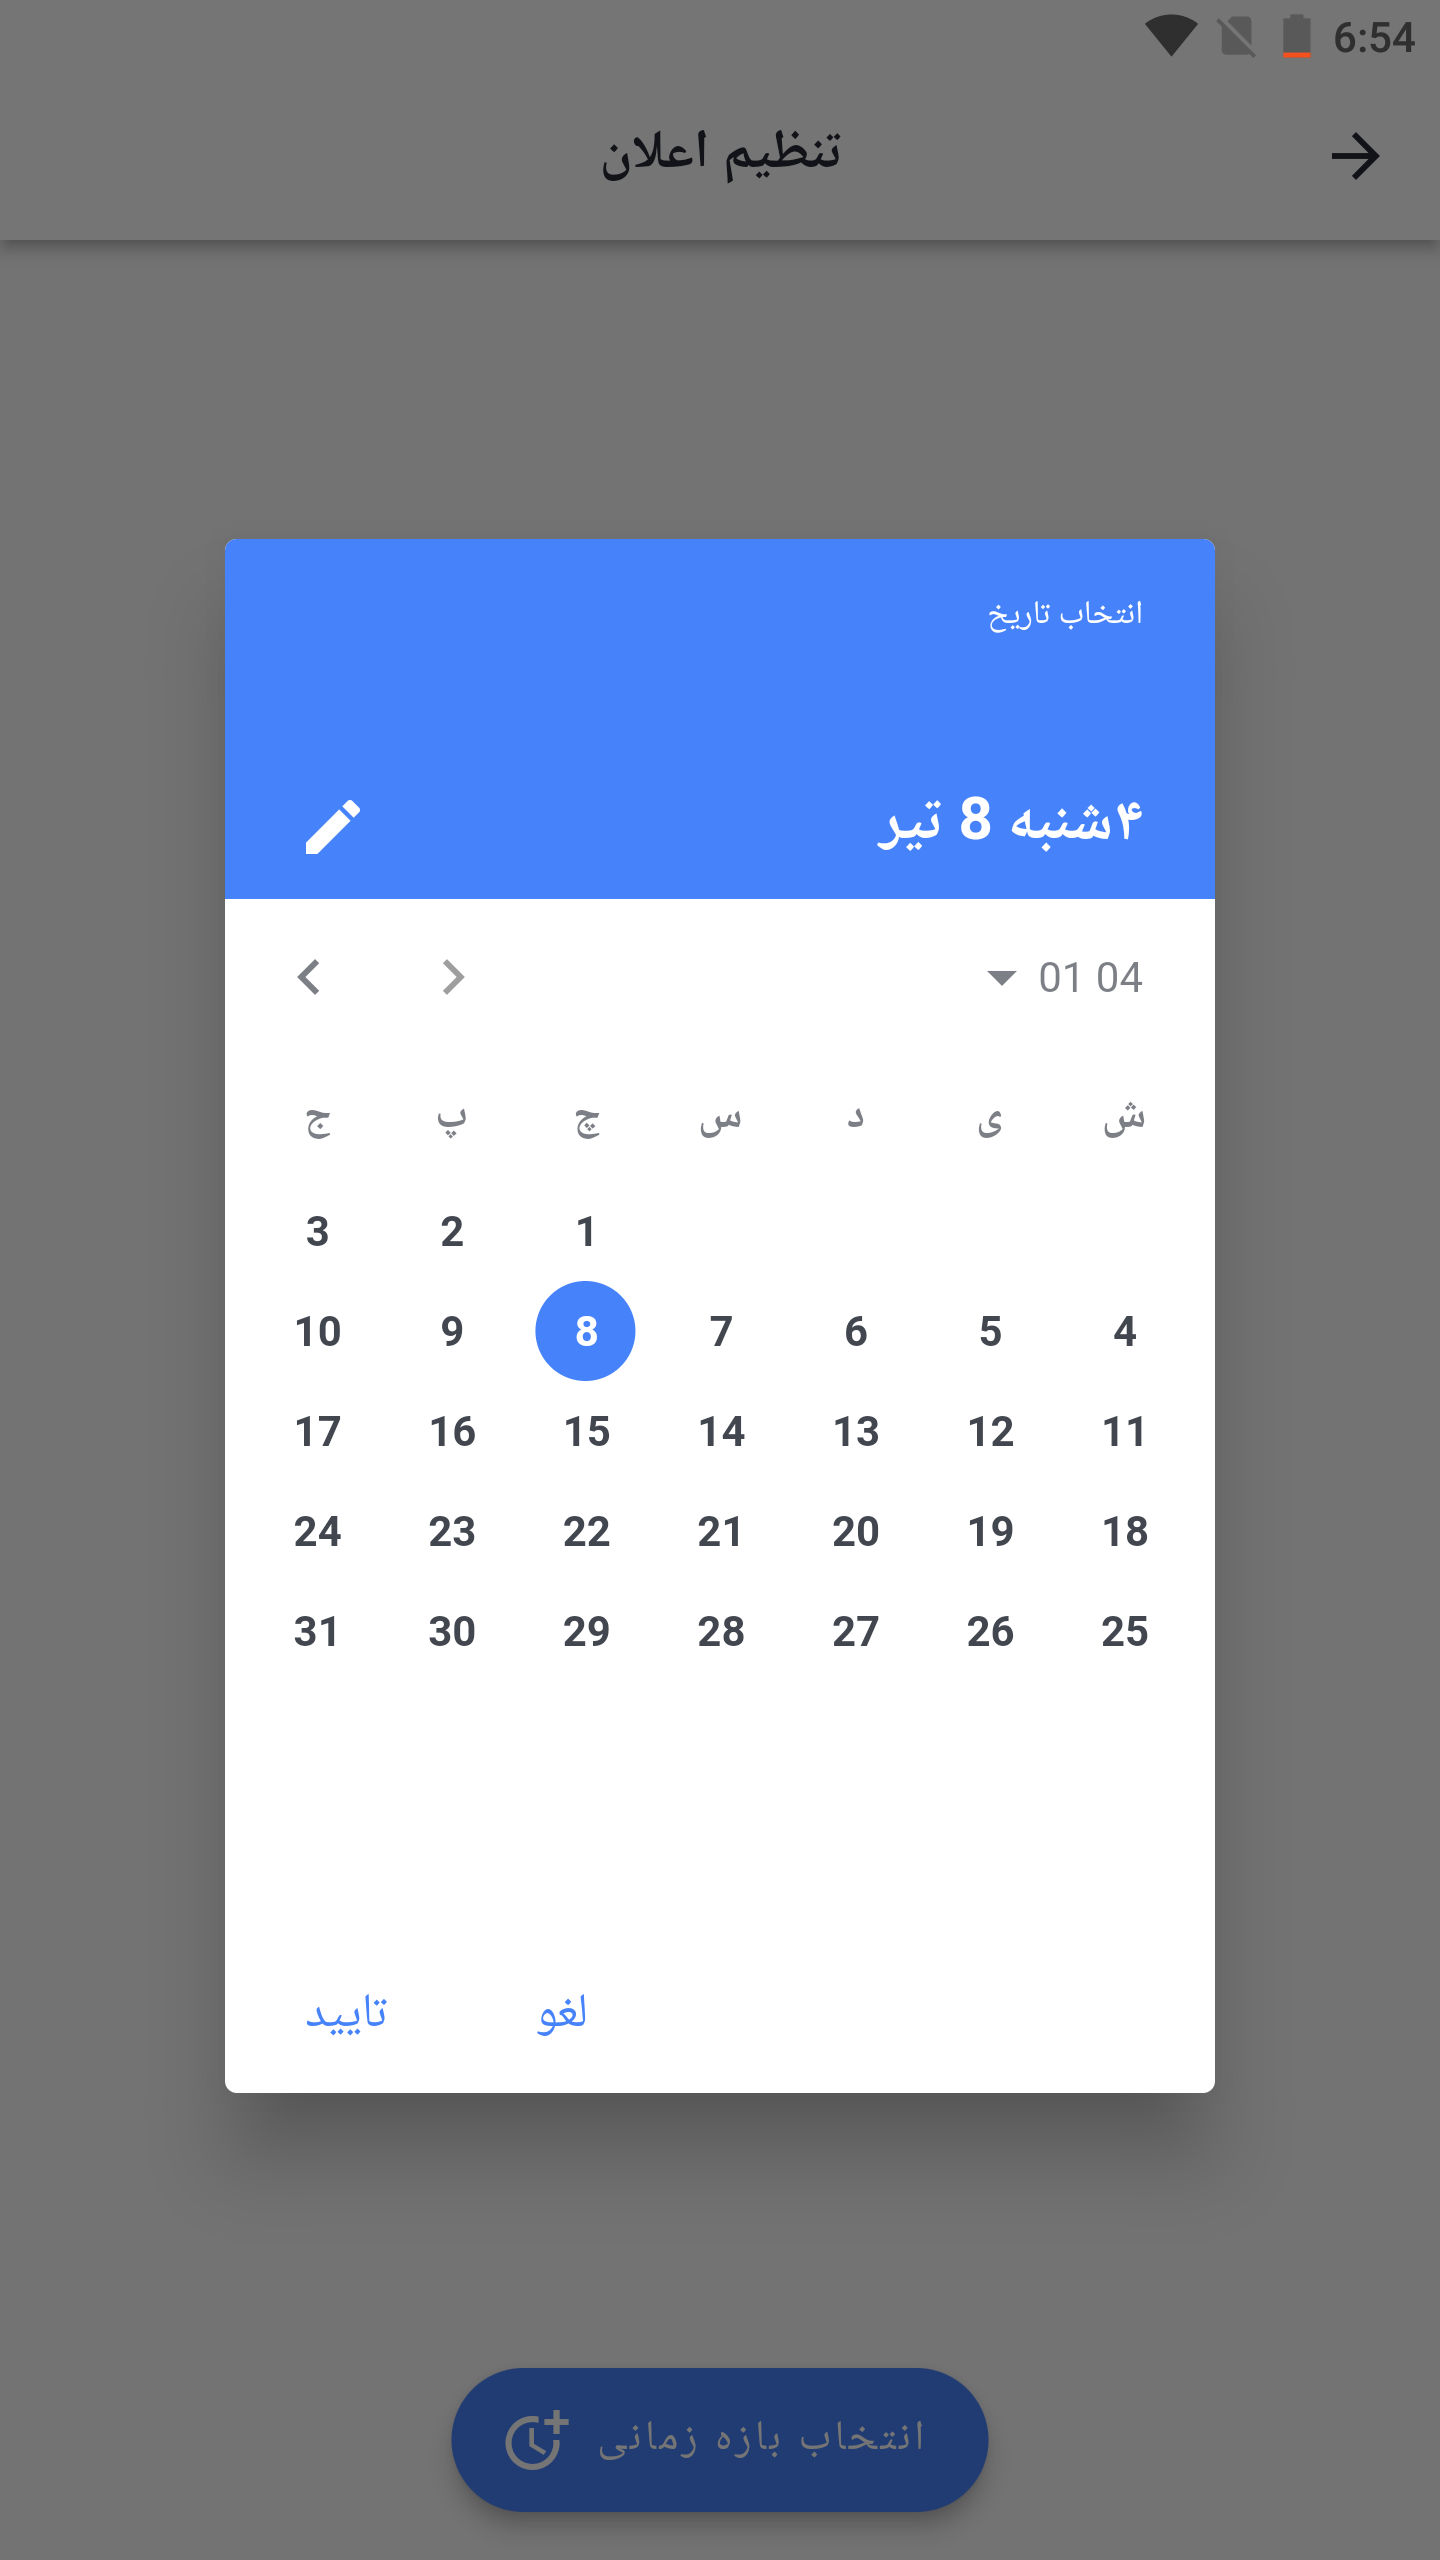 6:54
تنظیم اعلان
انتخاب تاریخ
۴شنبه 8 تیر
01 04
ش ی د س چ پ ج
1 2 3
4 5 6 7 8 9 10
11 12 13 14 15 16 17
18 19 20 21 22 23 24
25 26 27 28 29 30 31
لغو تایید
انتخاب بازه زمانی